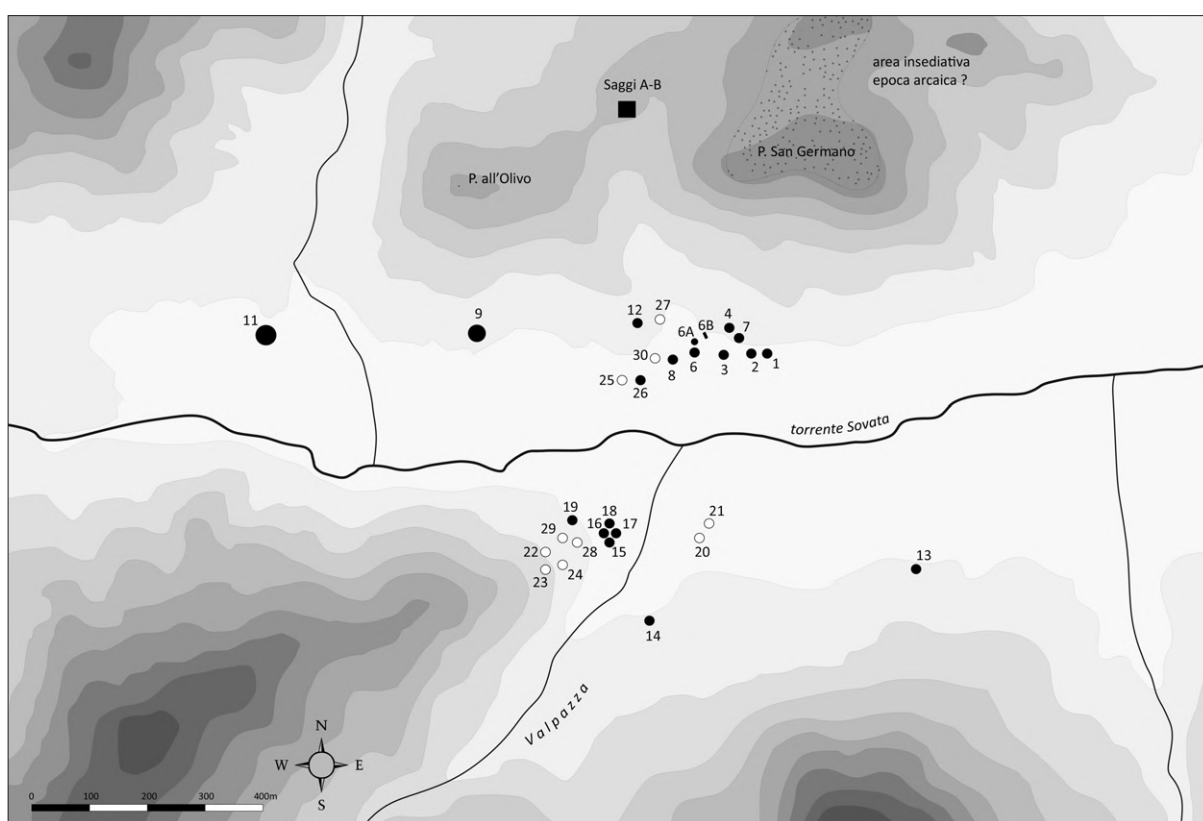 area insediativa
epoca arcaica ?
Saggi A-B
P. San Germano
P. all'Olivo
11
9
12
27
4
7
6A
6B
30
8
6
3
2
1
25
26
torrente Sovata
19
18
16
17
29
28
15
22
23
24
21
20
13
14
Valpazza
N
W
E
S
0
100
200
300
400m